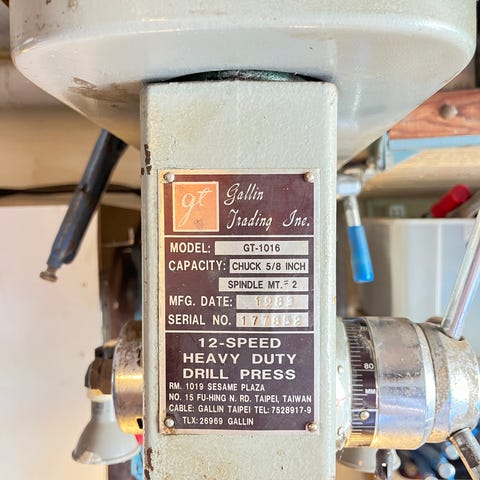 gt
Gallin
Trading Inc.
MODEL: GT-1016
CAPACITY: CHUCK 5/8 INCH
SPINDLE MT.#2
MFG. DATE: 1983
SERIAL NO. 177852
12-SPEED
HEAVY DUTY
DRILL PRESS
RM. 1019 SESAME PLAZA
NO. 15 FU-HING N. RD. TAIPEI, TAIWAN
CABLE: GALLIN TAIPEI TEL: 7528917-9
TLX: 26969 GALLIN
80
MM